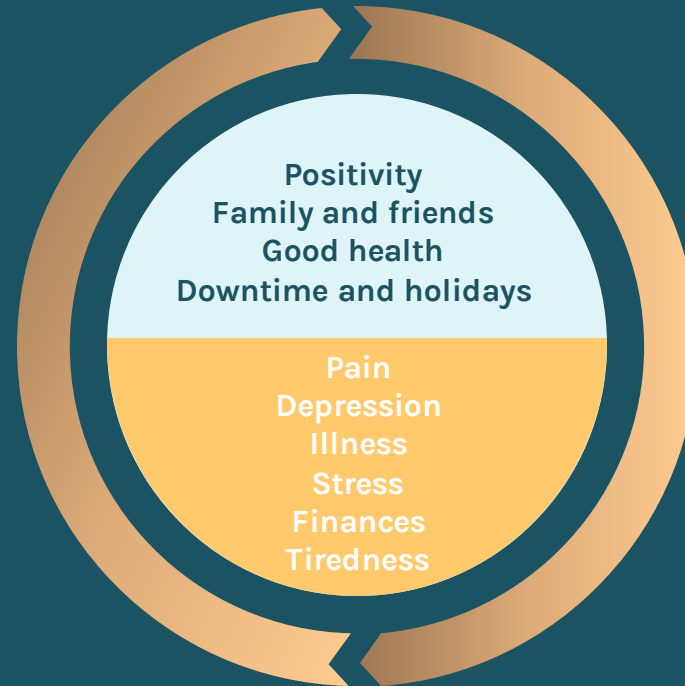 Positivity
Family and friends
Good health
Downtime and holidays
Pain
Depression
Illness
Stress
Finances
Tiredness